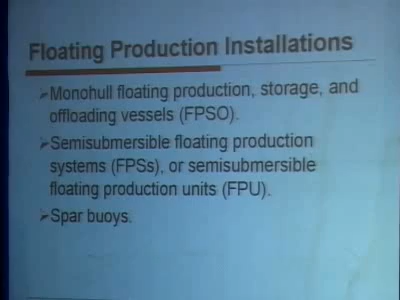 Floating Production Installations
➢Monohull floating production, storage, and
offloading vessels (FPSO).
➢Semisubmersible floating production
systems (FPSs), or semisubmersible
floating production units (FPU).
➢Spar buoys.